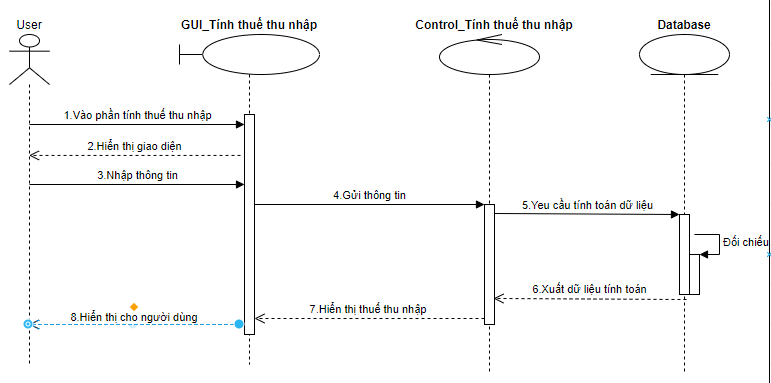 User
GUI_Tính thuế thu nhập
Control_Tính thuế thu nhập
Database
1.Vào phần tính thuế thu nhập
2.Hiển thị giao diện
3.Nhập thông tin
4.Gửi thông tin
5.Yeu cầu tính toán dữ liệu
Đối chiếu
6.Xuất dữ liệu tính toán
7.Hiển thị thuế thu nhập
8.Hiển thị cho người dùng